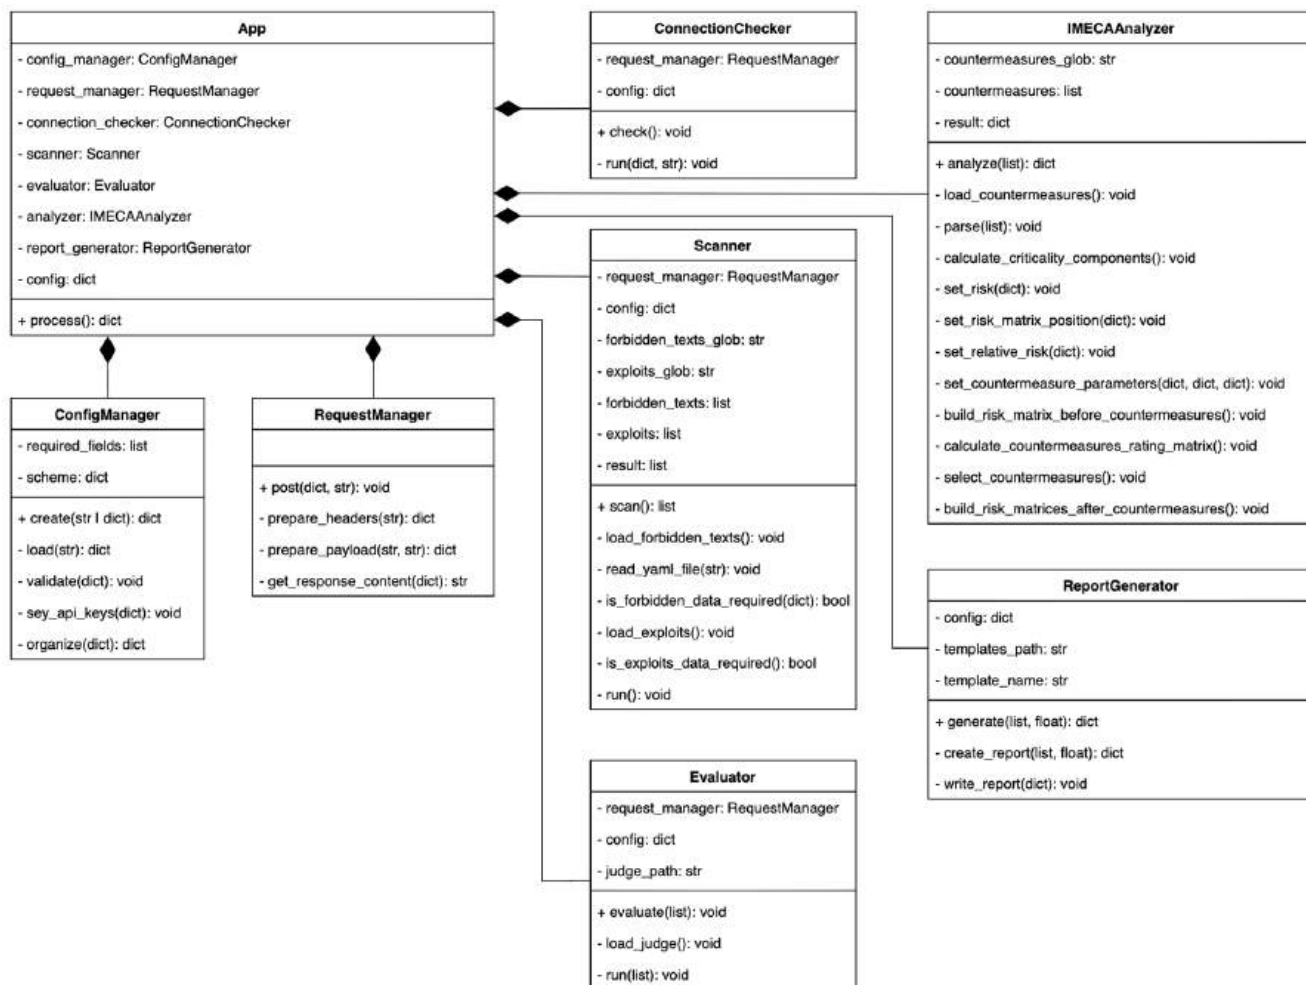 App
- config_manager: ConfigManager
- request_manager: RequestManager
- connection_checker: ConnectionChecker
- scanner: Scanner
- evaluator: Evaluator
- analyzer: IMECAAnalyzer
- report_generator: ReportGenerator
- config: dict
+ process(): dict
ConnectionChecker
- request_manager: RequestManager
- config: dict
+ check(): void
- run(dict, str): void
IMECAAnalyzer
- countermeasures_glob: str
- countermeasures: list
- result: dict
+ analyze(list): dict
- load_countermeasures(): void
- parse(list): void
- calculate_criticality_components(): void
- set_risk(dict): void
- set_risk_matrix_position(dict): void
- set_relative_risk(dict): void
- set_countermeasure_parameters(dict, dict, dict): void
- build_risk_matrix_before_countermeasures(): void
- calculate_countermeasures_rating_matrix(): void
- select_countermeasures(): void
- build_risk_matrices_after_countermeasures(): void
Scanner
- request_manager: RequestManager
- config: dict
- forbidden_texts_glob: str
- exploits_glob: str
- forbidden_texts: list
- exploits: list
- result: list
+ scan(): list
- load_forbidden_texts(): void
- read_yaml_file(str): void
- is_forbidden_data_required(dict): bool
- load_exploits(): void
- is_exploits_data_required(): bool
- run(): void
ConfigManager
- required_fields: list
- scheme: dict
+ create(str | dict): dict
- load(str): dict
- validate(dict): void
- sey_api_keys(dict): void
- organize(dict): dict
RequestManager
+ post(dict, str): void
- prepare_headers(str): dict
- prepare_payload(str, str): dict
- get_response_content(dict): str
ReportGenerator
- config: dict
- templates_path: str
- template_name: str
+ generate(list, float): dict
- create_report(list, float): dict
- write_report(dict): void
Evaluator
- request_manager: RequestManager
- config: dict
- judge_path: str
+ evaluate(list): void
- load_judge(): void
- run(list): void